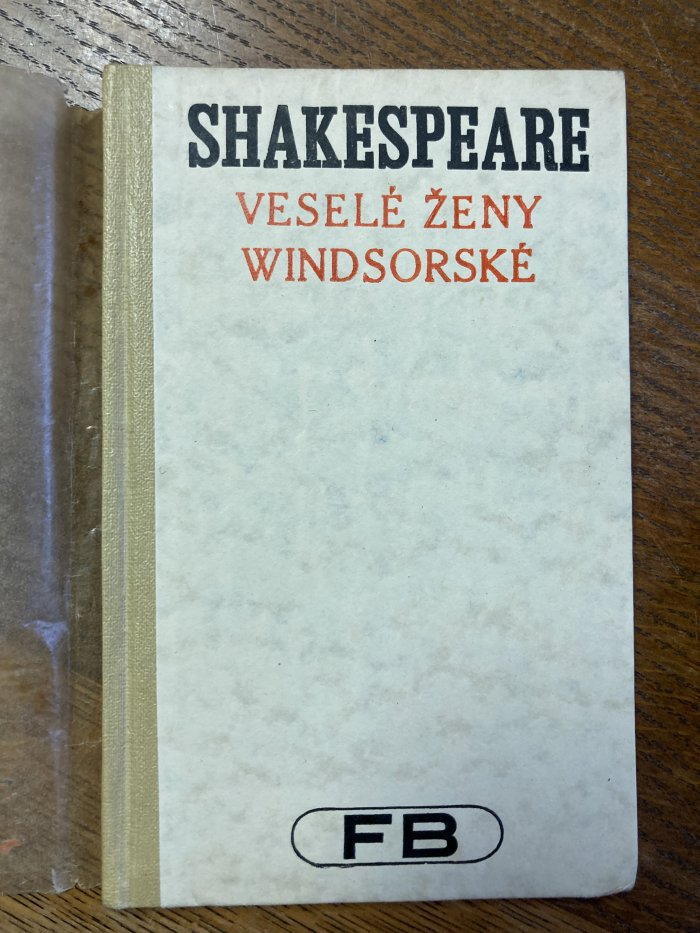 SHAKESPEARE
VESELÉ ŽENY
WINDSORSKÉ
FB